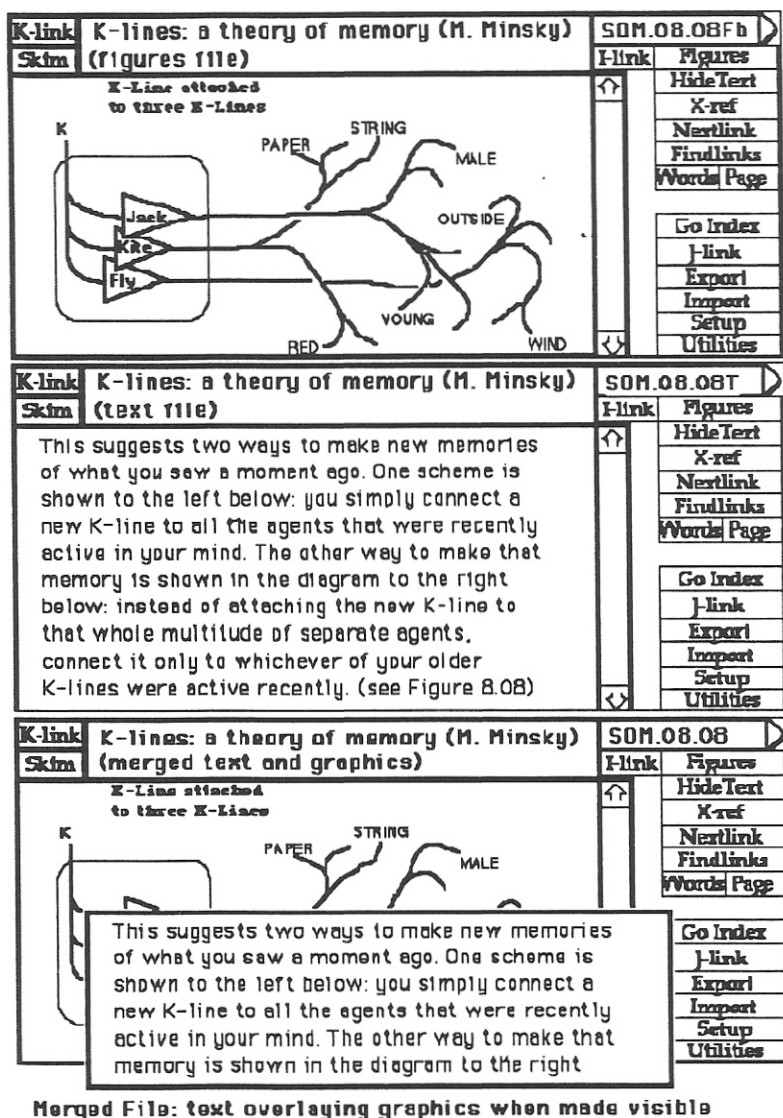 K-link K-lines: a theory of memory (M. Minsky) SOM.08.08Fb
Skim (figures file) I-link Figures
K-Line attached
to three K-Lines
HideText
X-ref
Nextlink
Findlinks
Words Page
Go Index
J-link
Export
Import
Setup
Utilities
K
PAPER
STRING
MALE
Jack
OUTSIDE
Kite
Fly
YOUNG
RED
WIND
K-link K-lines: a theory of memory (M. Minsky) SOM.08.08T
Skim (text file) I-link Figures
This suggests two ways to make new memories
of what you saw a moment ago. One scheme is
shown to the left below: you simply connect a
new K-line to all the agents that were recently
active in your mind. The other way to make that
memory is shown in the diagram to the right
below: instead of attaching the new K-line to
that whole multitude of separate agents,
connect it only to whichever of your older
K-lines were active recently. (see Figure 8.08)
HideText
X-ref
Nextlink
Findlinks
Words Page
Go Index
J-link
Export
Import
Setup
Utilities
K-link K-lines: a theory of memory (M. Minsky) SOM.08.08
Skim (merged text and graphics) I-link Figures
K-Line attached
to three K-Lines
K
PAPER
STRING
MALE
HideText
X-ref
Nextlink
Findlinks
Words Page
Go Index
J-link
Export
Import
Setup
Utilities
This suggests two ways to make new memories
of what you saw a moment ago. One scheme is
shown to the left below: you simply connect a
new K-line to all the agents that were recently
active in your mind. The other way to make that
memory is shown in the diagram to the right
Merged File: text overlaying graphics when made visible